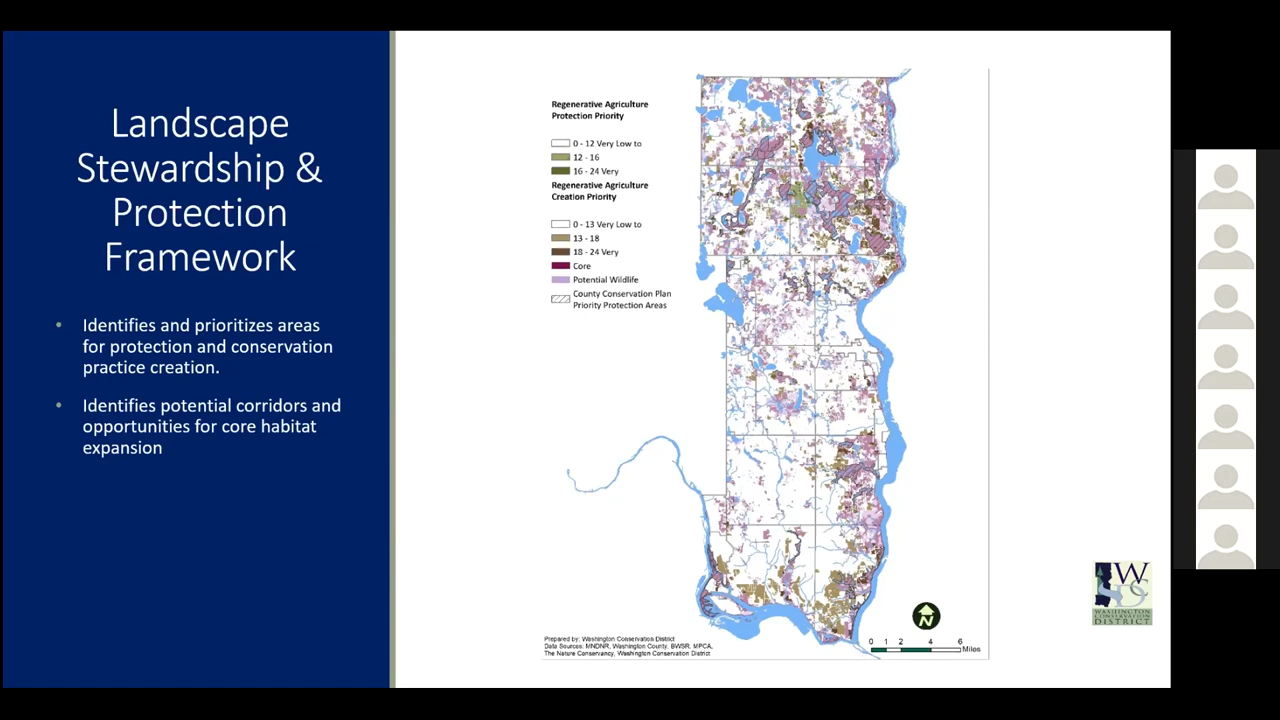 Landscape
Stewardship &
Protection
Framework
• Identifies and prioritizes areas
for protection and conservation
practice creation.
• Identifies potential corridors and
opportunities for core habitat
expansion
Regenerative Agriculture
Protection Priority
0 - 12 Very Low to
12 - 16
16 - 24 Very
Regenerative Agriculture
Creation Priority
0 - 13 Very Low to
13 - 18
18 - 24 Very
Core
Potential Wildlife
County Conservation Plan
Priority Protection Areas
Prepared by: Washington Conservation District
Data Sources: MNDNR, Washington County, BWSR, MPCA,
The Nature Conservancy, Washington Conservation District
N
0 1 2 4 6
Miles
W
S D
WASHINGTON
CONSERVATION
DISTRICT